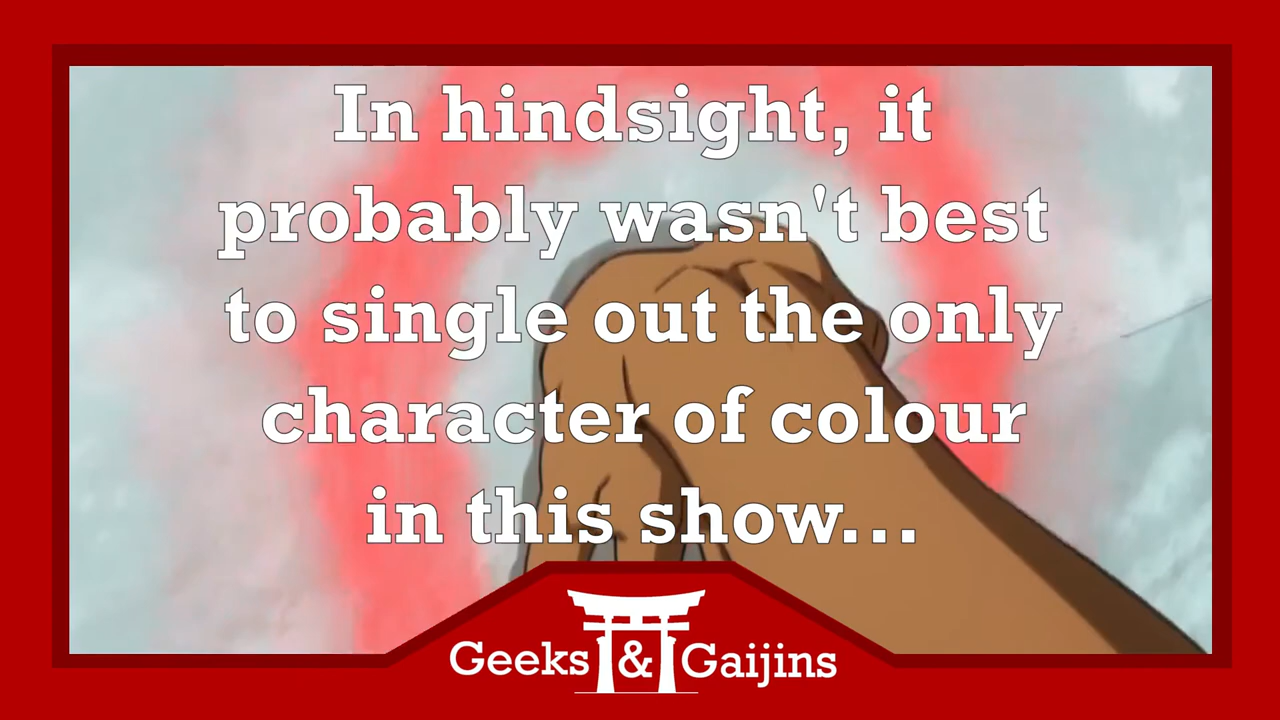 In hindsight, it
probably wasn't best
to single out the only
character of colour
in this show...
Geeks & Gaijins